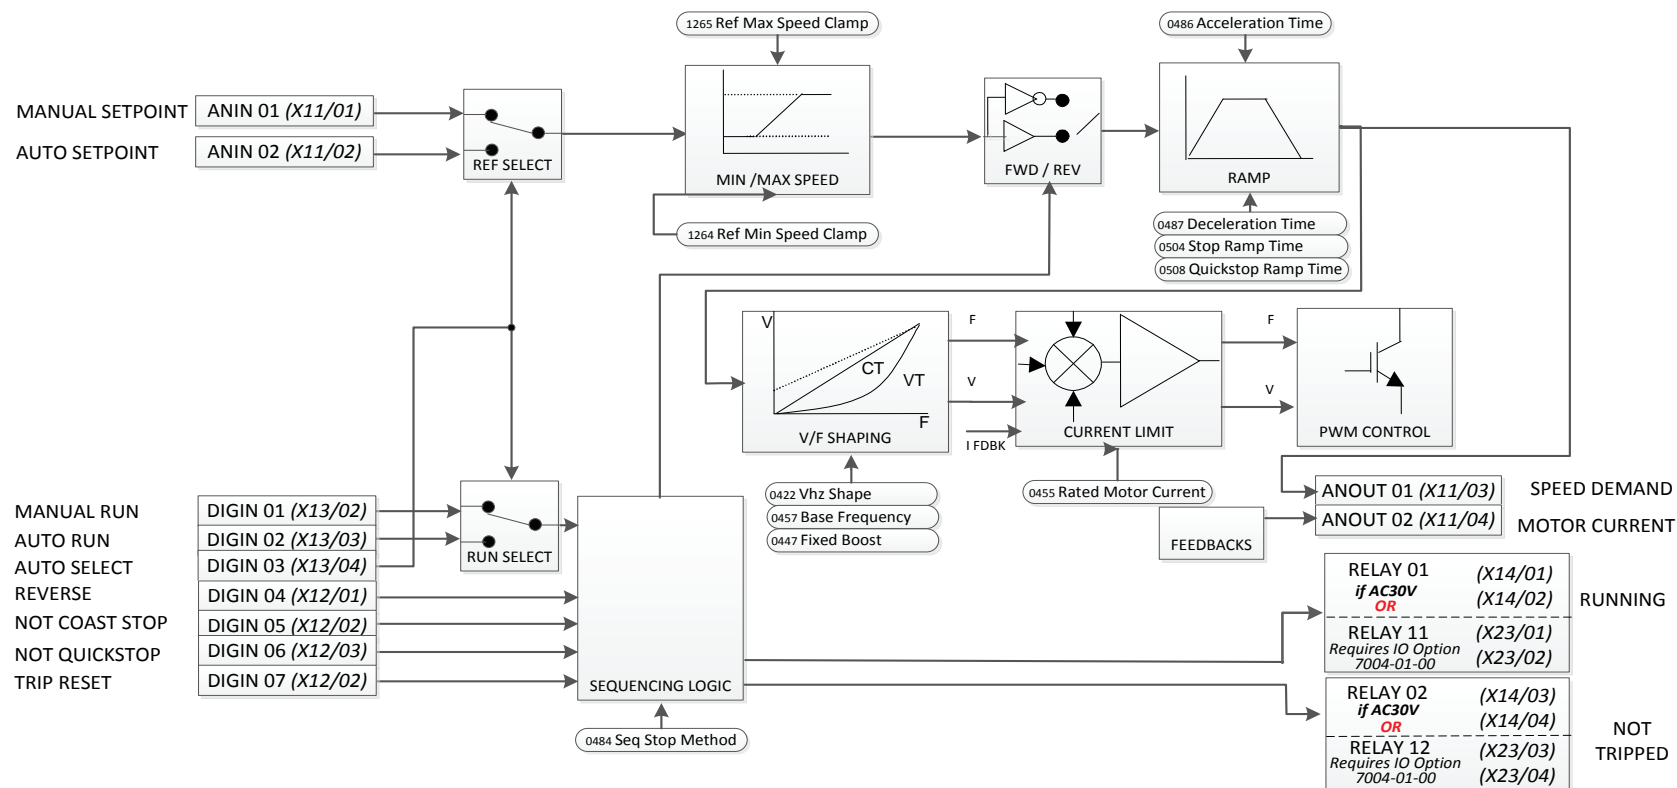 1265 Ref Max Speed Clamp
0486 Acceleration Time
MANUAL SETPOINT
ANIN 01 (X11/01)
AUTO SETPOINT
ANIN 02 (X11/02)
REF SELECT
MIN /MAX SPEED
FWD / REV
RAMP
1264 Ref Min Speed Clamp
0487 Deceleration Time
0504 Stop Ramp Time
0508 Quickstop Ramp Time
V
CT
VT
F
V/F SHAPING
F
V
I FDBK
CURRENT LIMIT
F
V
PWM CONTROL
0422 Vhz Shape
0457 Base Frequency
0447 Fixed Boost
0455 Rated Motor Current
ANOUT 01 (X11/03)
SPEED DEMAND
ANOUT 02 (X11/04)
MOTOR CURRENT
FEEDBACKS
MANUAL RUN
DIGIN 01 (X13/02)
AUTO RUN
DIGIN 02 (X13/03)
AUTO SELECT
DIGIN 03 (X13/04)
REVERSE
DIGIN 04 (X12/01)
NOT COAST STOP
DIGIN 05 (X12/02)
NOT QUICKSTOP
DIGIN 06 (X12/03)
TRIP RESET
DIGIN 07 (X12/02)
RUN SELECT
SEQUENCING LOGIC
0484 Seq Stop Method
RELAY 01 (X14/01)
if AC30V (X14/02)
OR
RUNNING
RELAY 11 (X23/01)
Requires IO Option
7004-01-00 (X23/02)
RELAY 02 (X14/03)
if AC30V (X14/04)
OR
NOT
TRIPPED
RELAY 12 (X23/03)
Requires IO Option
7004-01-00 (X23/04)